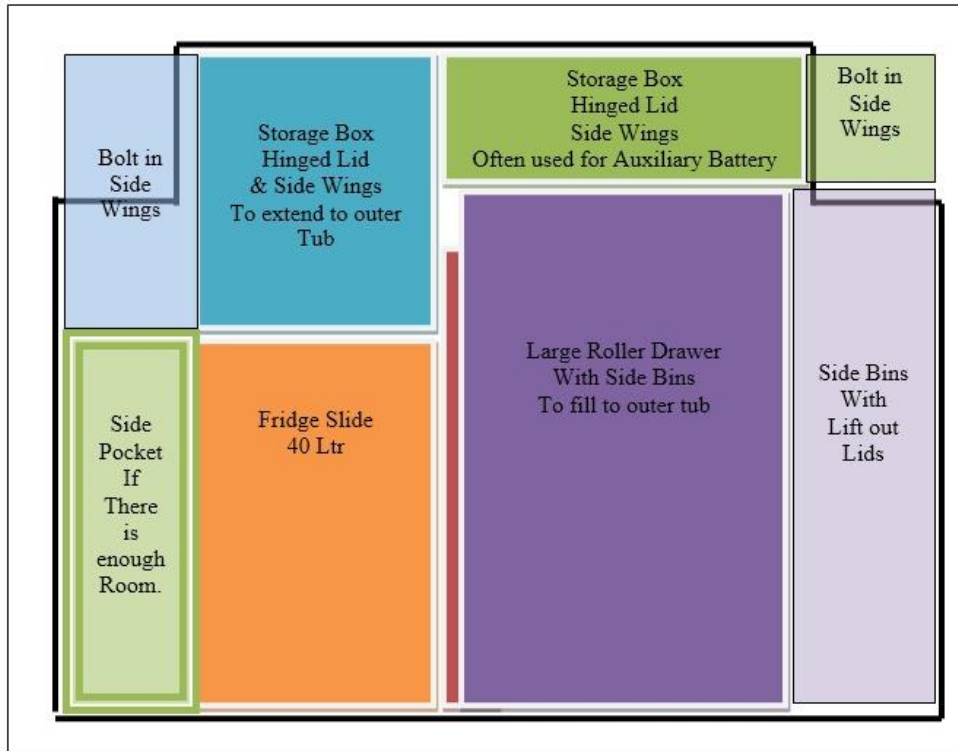 Bolt in
Side
Wings
Storage Box
Hinged Lid
& Side Wings
To extend to outer
Tub
Storage Box
Hinged Lid
Side Wings
Often used for Auxiliary Battery
Bolt in
Side
Wings
Side
Pocket
If
There
is
enough
Room.
Fridge Slide
40 Ltr
Large Roller Drawer
With Side Bins
To fill to outer tub
Side Bins
With
Lift out
Lids